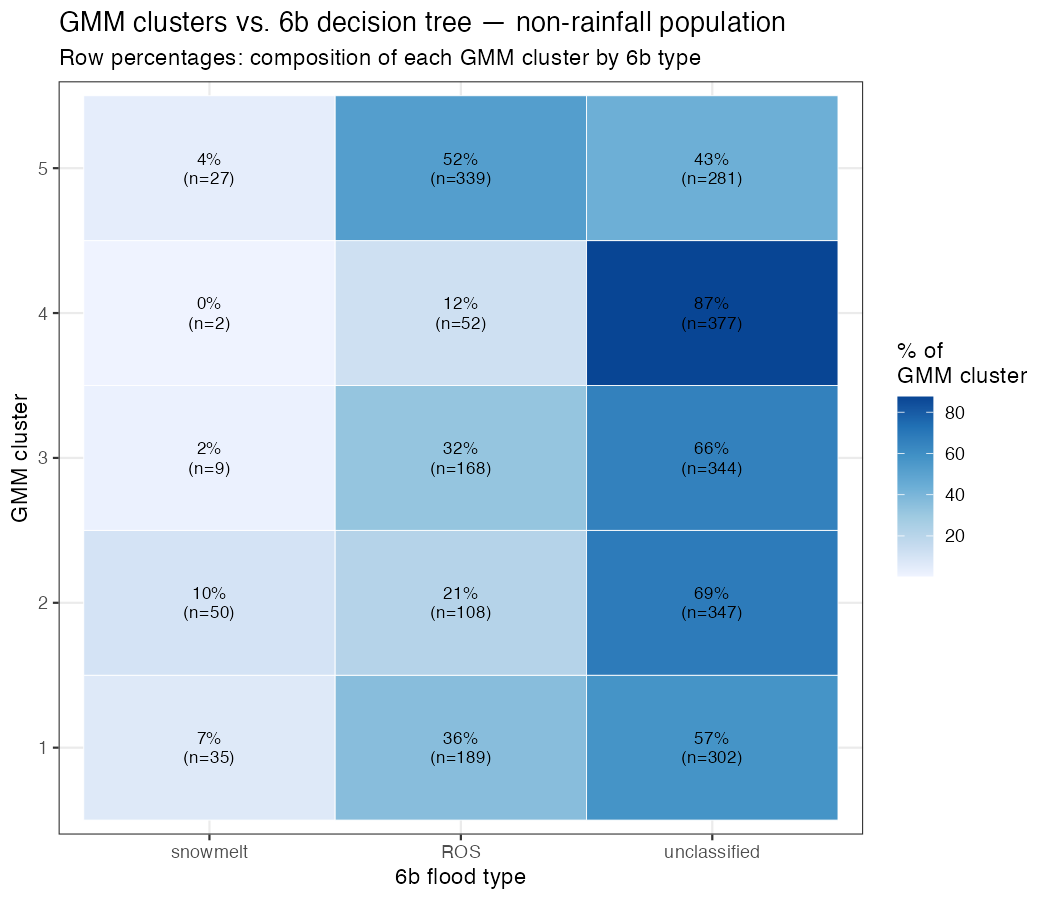 GMM clusters vs. 6b decision tree — non-rainfall population
Row percentages: composition of each GMM cluster by 6b type
GMM cluster
5
4%
(n=27)
52%
(n=339)
43%
(n=281)
4
0%
(n=2)
12%
(n=52)
87%
(n=377)
3
2%
(n=9)
32%
(n=168)
66%
(n=344)
2
10%
(n=50)
21%
(n=108)
69%
(n=347)
1
7%
(n=35)
36%
(n=189)
57%
(n=302)
snowmelt
ROS
unclassified
6b flood type
% of
GMM cluster
80
60
40
20